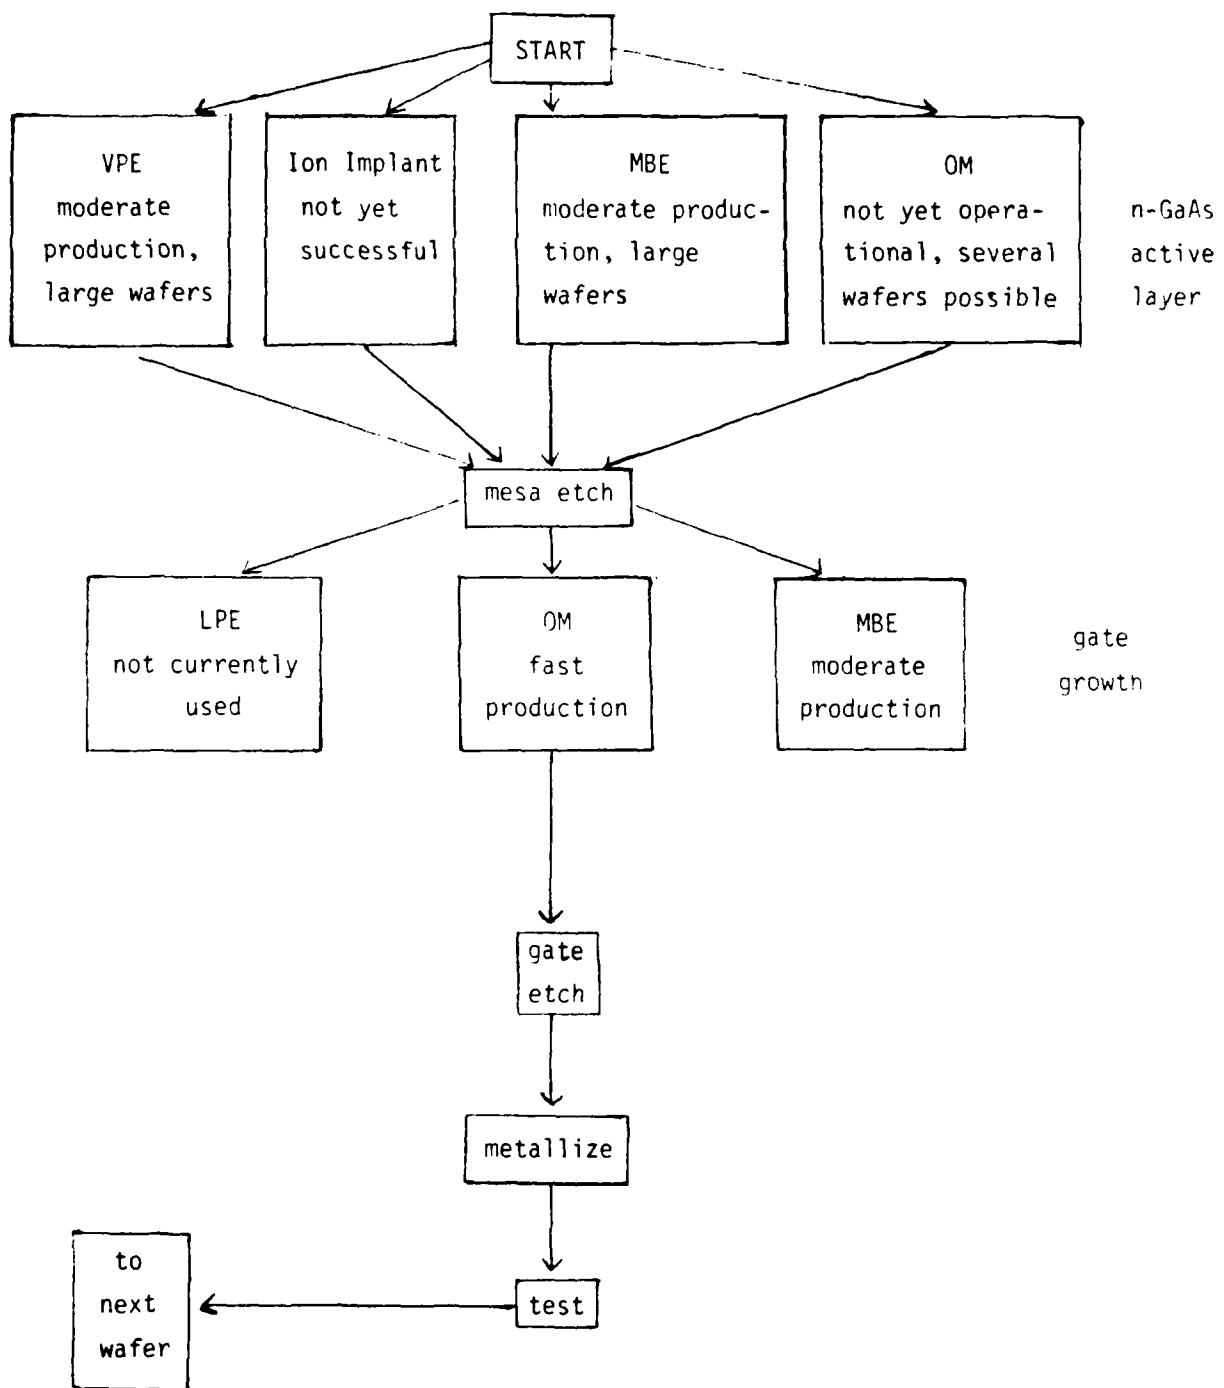 START
VPE
moderate
production,
large wafers
Ion Implant
not yet
successful
MBE
moderate produc-
tion, large
wafers
OM
not yet opera-
tional, several
wafers possible
n-GaAs
active
layer
mesa etch
LPE
not currently
used
OM
fast
production
MBE
moderate
production
gate
growth
gate
etch
metallize
test
to
next
wafer